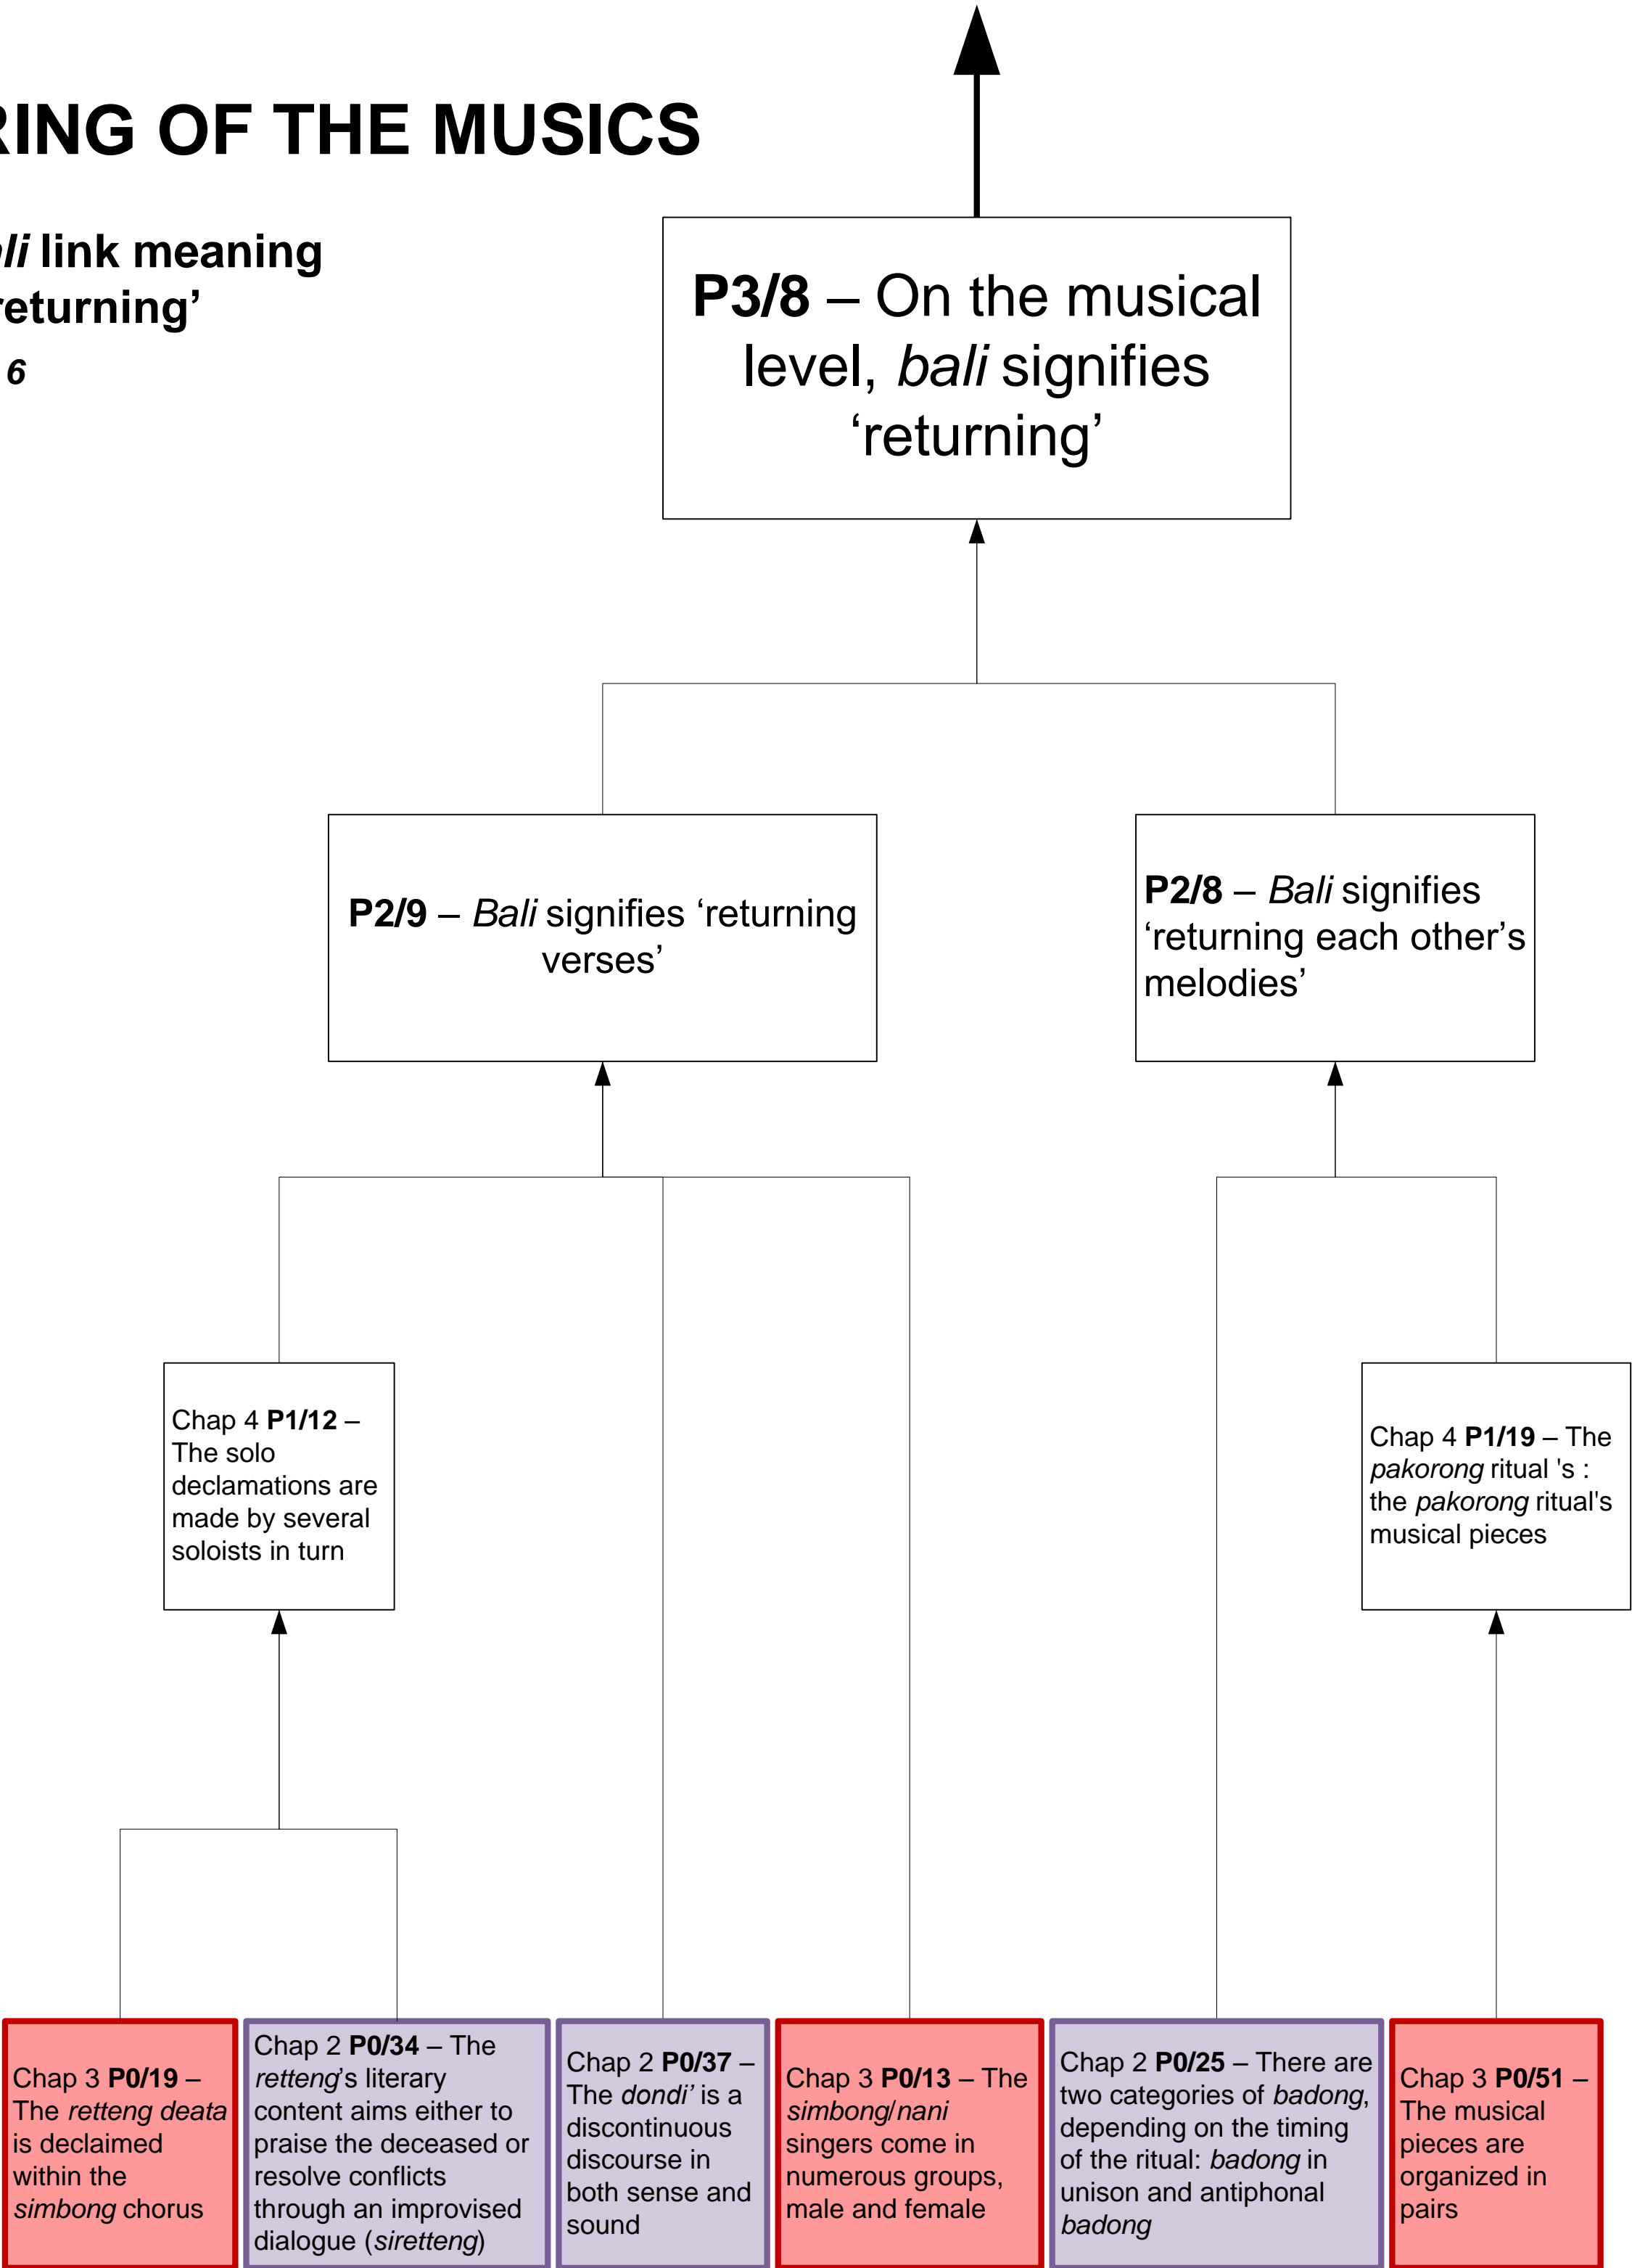 RING OF THE MUSICS
li link meaning
returning’
6
P3/8 – On the musical
level, bali signifies
‘returning’
P2/9 – Bali signifies ‘returning
verses’
P2/8 – Bali signifies
‘returning each other’s
melodies’
Chap 4 P1/12 –
The solo
declamations are
made by several
soloists in turn
Chap 4 P1/19 – The
pakorong ritual 's :
the pakorong ritual's
musical pieces
Chap 3 P0/19 –
The retteng deata
is declaimed
within the
simbong chorus
Chap 2 P0/34 – The
retteng’s literary
content aims either to
praise the deceased or
resolve conflicts
through an improvised
dialogue (siretteng)
Chap 2 P0/37 –
The dondi’ is a
discontinuous
discourse in
both sense and
sound
Chap 3 P0/13 – The
simbong/nani
singers come in
numerous groups,
male and female
Chap 2 P0/25 – There are
two categories of badong,
depending on the timing
of the ritual: badong in
unison and antiphonal
badong
Chap 3 P0/51 –
The musical
pieces are
organized in
pairs